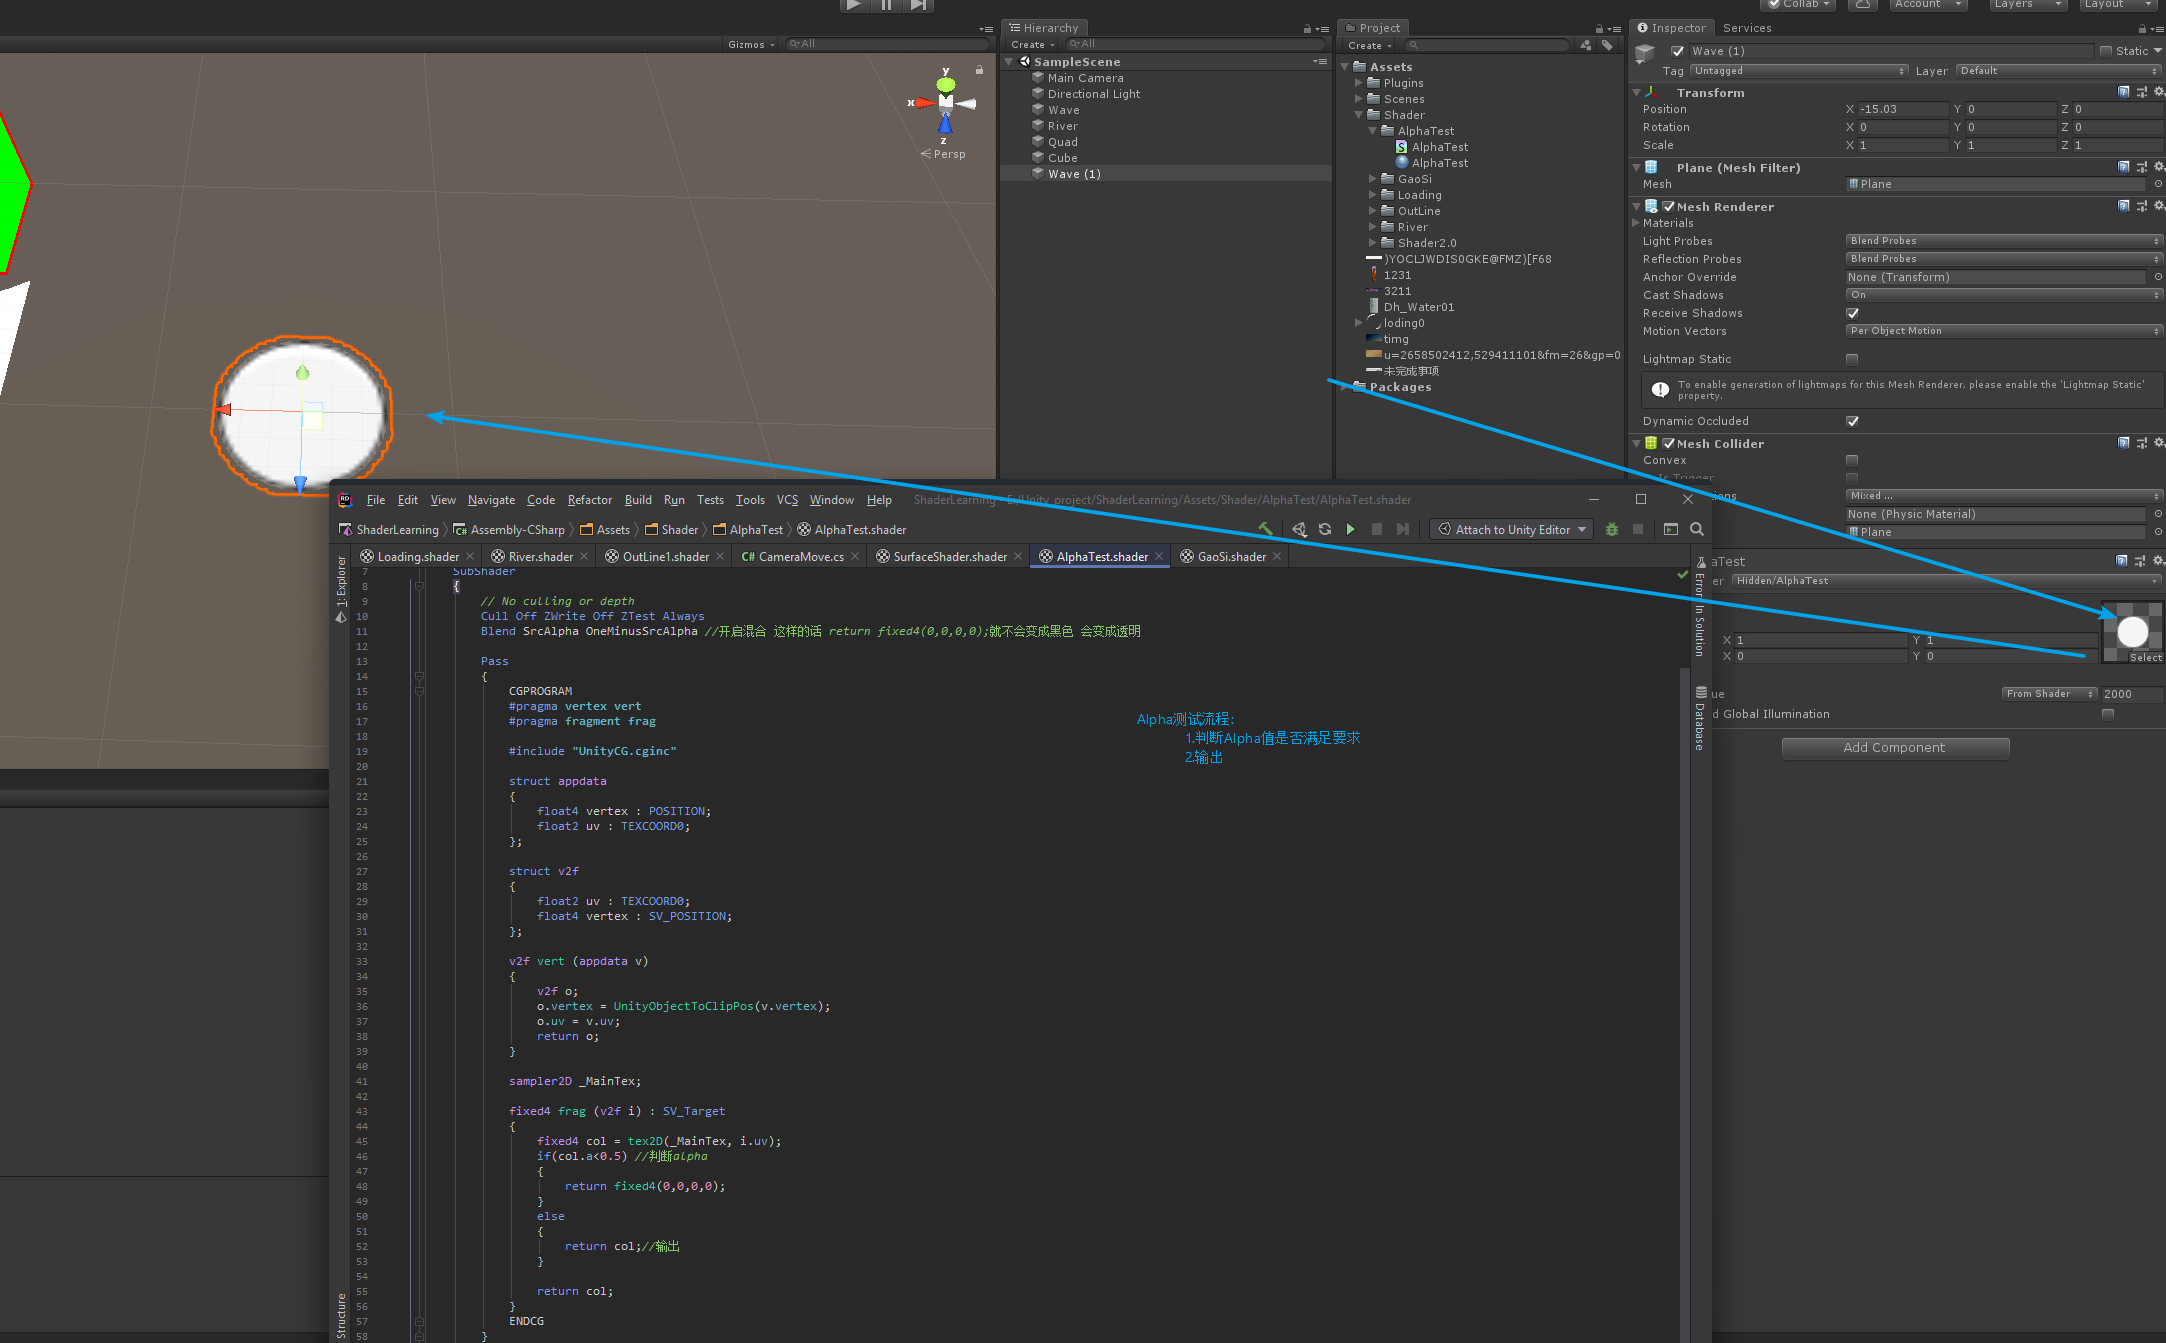 Collab
Account
Layers
Layout
Gizmos
All
Hierarchy
Create
All
SampleScene
Main Camera
Directional Light
Wave
River
Quad
Cube
Wave (1)
y
x
z
Persp
Project
Create
Assets
Plugins
Scenes
Shader
AlphaTest
AlphaTest
AlphaTest
GaoSi
Loading
OutLine
River
Shader2.0
)YOCLJWDIS0GKE@FMZ)[F68
1231
3211
Dh_Water01
loding0
timg
u=2658502412,529411101&fm=26&gp=0
未完成事项
Packages
Inspector
Services
Wave (1)
Static
Tag
Untagged
Layer
Default
Transform
Position
X
-15.03
Y
0
Z
0
Rotation
X
0
Y
0
Z
0
Scale
X
1
Y
1
Z
1
Plane (Mesh Filter)
Mesh
Plane
Mesh Renderer
Materials
Light Probes
Blend Probes
Reflection Probes
Blend Probes
Anchor Override
None (Transform)
Cast Shadows
On
Receive Shadows
Motion Vectors
Per Object Motion
Lightmap Static
To enable generation of lightmaps for this Mesh Renderer, please enable the 'Lightmap Static'
property.
Dynamic Occluded
Mesh Collider
Convex
Is Trigger
ions
Mixed ...
None (Physic Material)
Plane
aTest
er
Hidden/AlphaTest
X
1
Y
1
X
0
Y
0
Select
ue
From Shader
2000
d Global Illumination
Add Component
File Edit View Navigate Code Refactor Build Run Tests Tools VCS Window Help
ShaderLearning - E:/Unity_project/ShaderLearning/Assets/Shader/AlphaTest/AlphaTest.shader
ShaderLearning
Assembly-CSharp
Assets
Shader
AlphaTest
AlphaTest.shader
Attach to Unity Editor
Loading.shader
River.shader
OutLine1.shader
C# CameraMove.cs
SurfaceShader.shader
AlphaTest.shader
GaoSi.shader
1: Explorer
Structure
Errors In Solution
Database
7 SubShader
8 {
9 // No culling or depth
10 Cull Off ZWrite Off ZTest Always
11 Blend SrcAlpha OneMinusSrcAlpha //开启混合 这样的话 return fixed4(0,0,0,0);就不会变成黑色 会变成透明
12
13 Pass
14 {
15 CGPROGRAM
16 #pragma vertex vert
17 #pragma fragment frag
18
19 #include "UnityCG.cginc"
20
21 struct appdata
22 {
23 float4 vertex : POSITION;
24 float2 uv : TEXCOORD0;
25 };
26
27 struct v2f
28 {
29 float2 uv : TEXCOORD0;
30 float4 vertex : SV_POSITION;
31 };
32
33 v2f vert (appdata v)
34 {
35 v2f o;
36 o.vertex = UnityObjectToClipPos(v.vertex);
37 o.uv = v.uv;
38 return o;
39 }
40
41 sampler2D _MainTex;
42
43 fixed4 frag (v2f i) : SV_Target
44 {
45 fixed4 col = tex2D(_MainTex, i.uv);
46 if(col.a<0.5) //判断alpha
47 {
48 return fixed4(0,0,0,0);
49 }
50 else
51 {
52 return col;//输出
53 }
54
55 return col;
56 }
57 ENDCG
58 }
Alpha测试流程:
1.判断Alpha值是否满足要求
2.输出